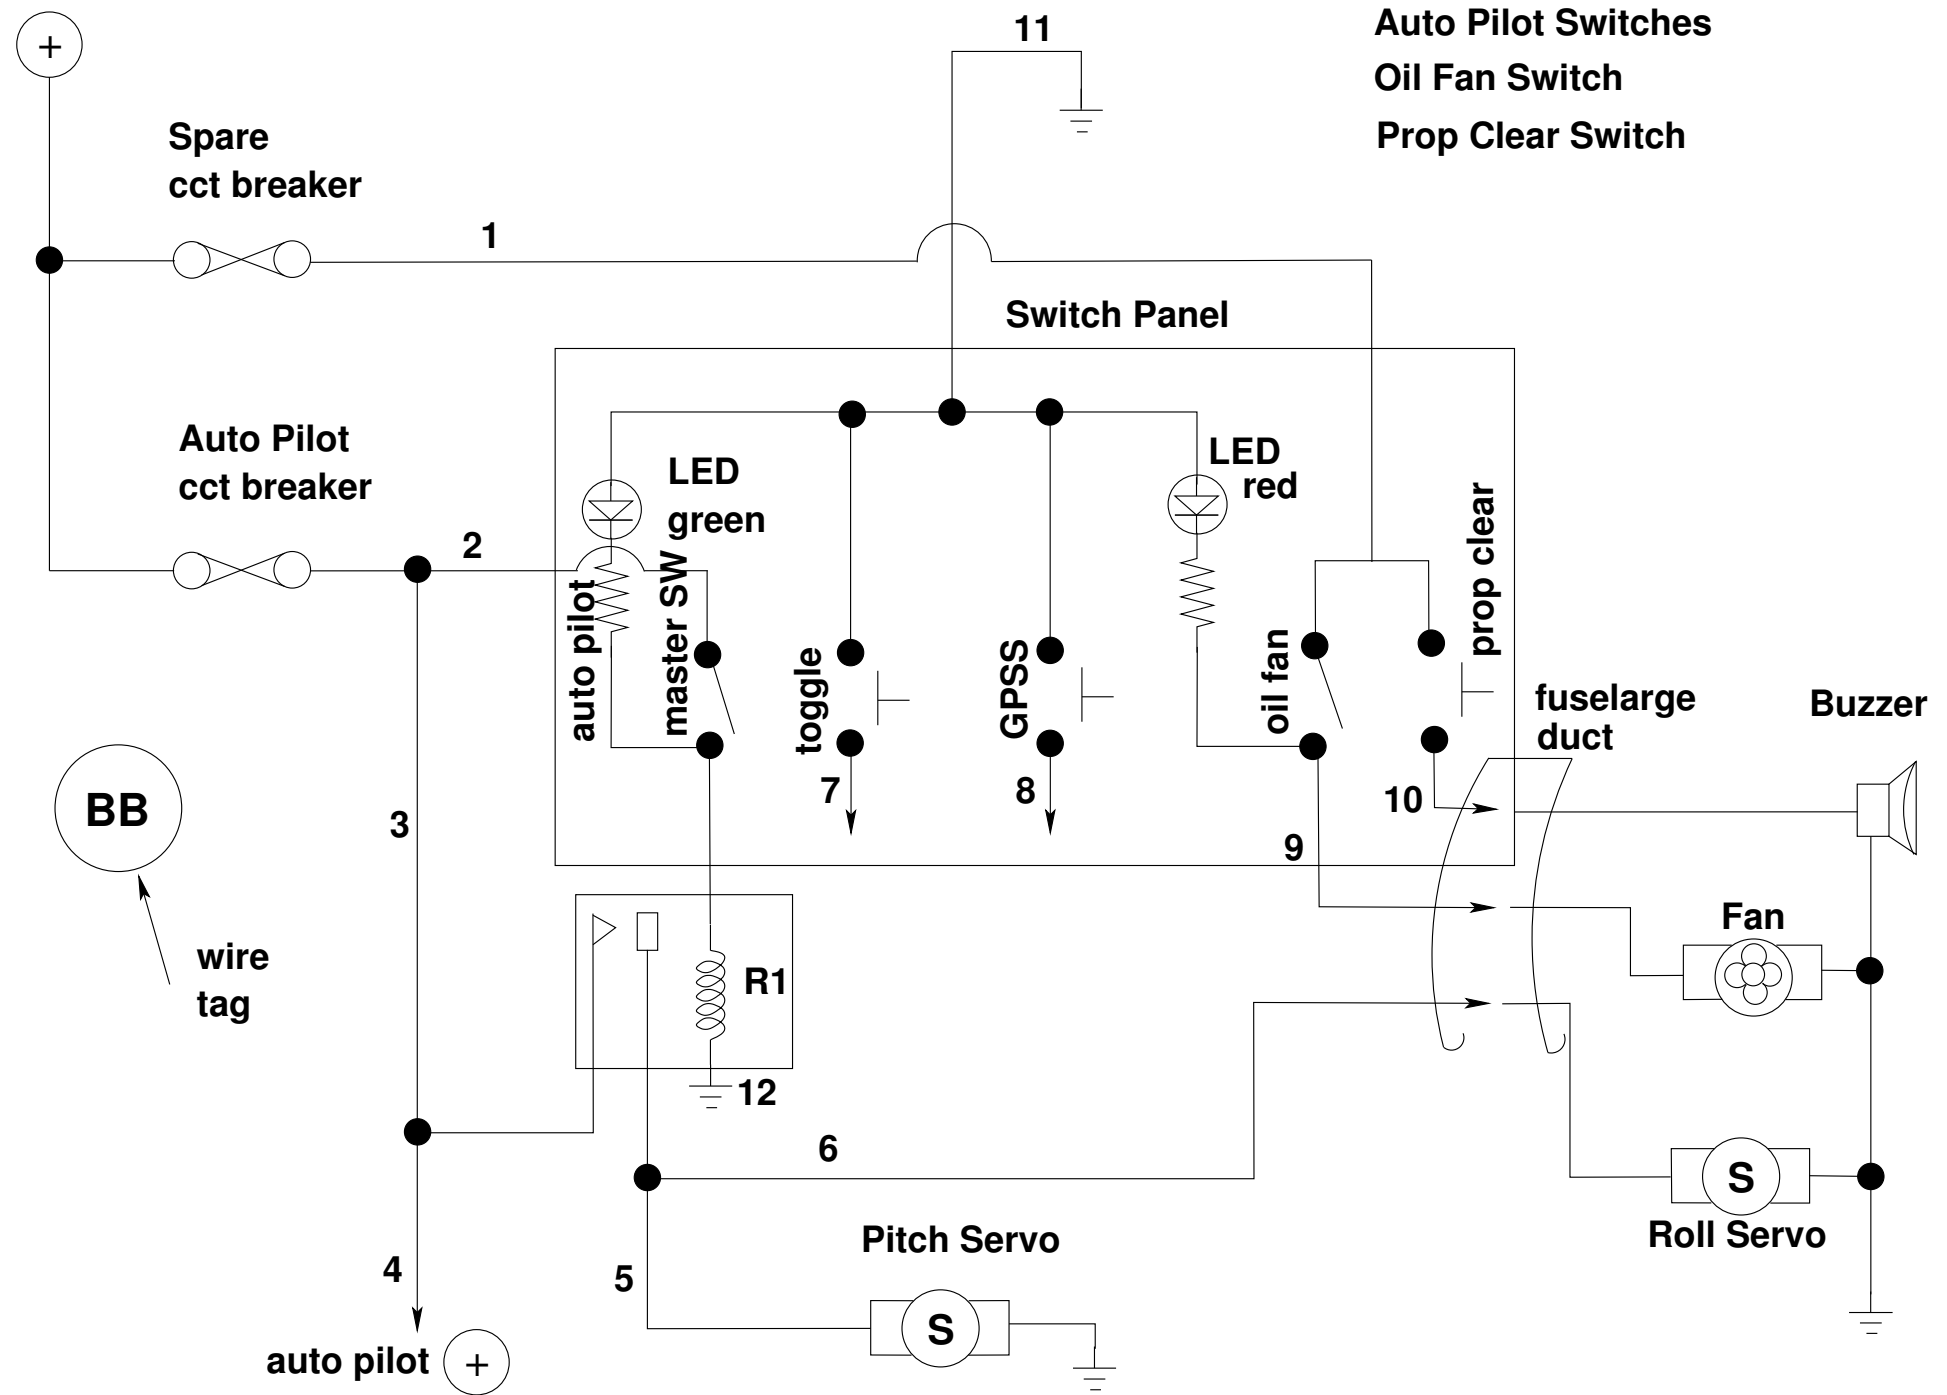 +
11
Auto Pilot Switches
Oil Fan Switch
Prop Clear Switch
Spare
cct breaker
1
Switch Panel
Auto Pilot
cct breaker
2
LED
green
LED
red
auto pilot
master SW
toggle
GPSS
oil fan
prop clear
fuselarge
duct
Buzzer
7
8
10
9
BB
3
wire
tag
R1
12
Fan
6
S
Roll Servo
Pitch Servo
4
5
S
auto pilot +